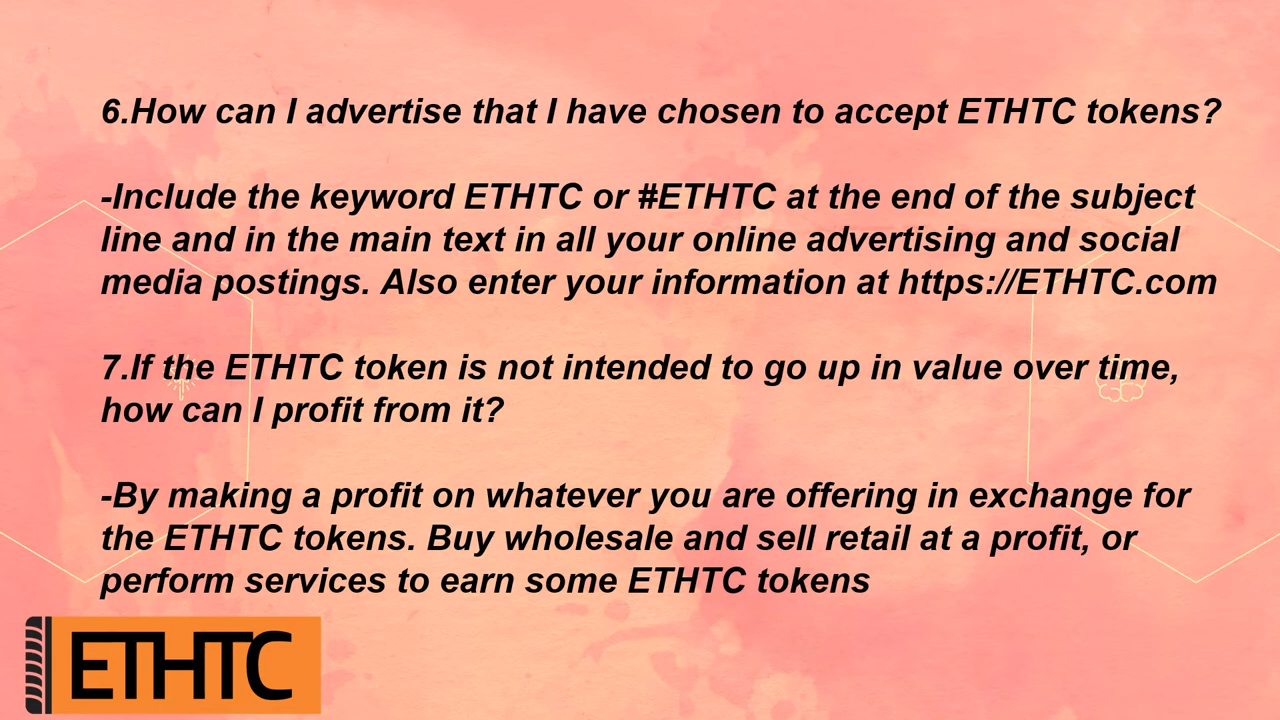 6.How can I advertise that I have chosen to accept ETHTC tokens?
-Include the keyword ETHTC or #ETHTC at the end of the subject
line and in the main text in all your online advertising and social
media postings. Also enter your information at https://ETHTC.com
7.If the ETHTC token is not intended to go up in value over time,
how can I profit from it?
-By making a profit on whatever you are offering in exchange for
the ETHTC tokens. Buy wholesale and sell retail at a profit, or
perform services to earn some ETHTC tokens
ETHTC